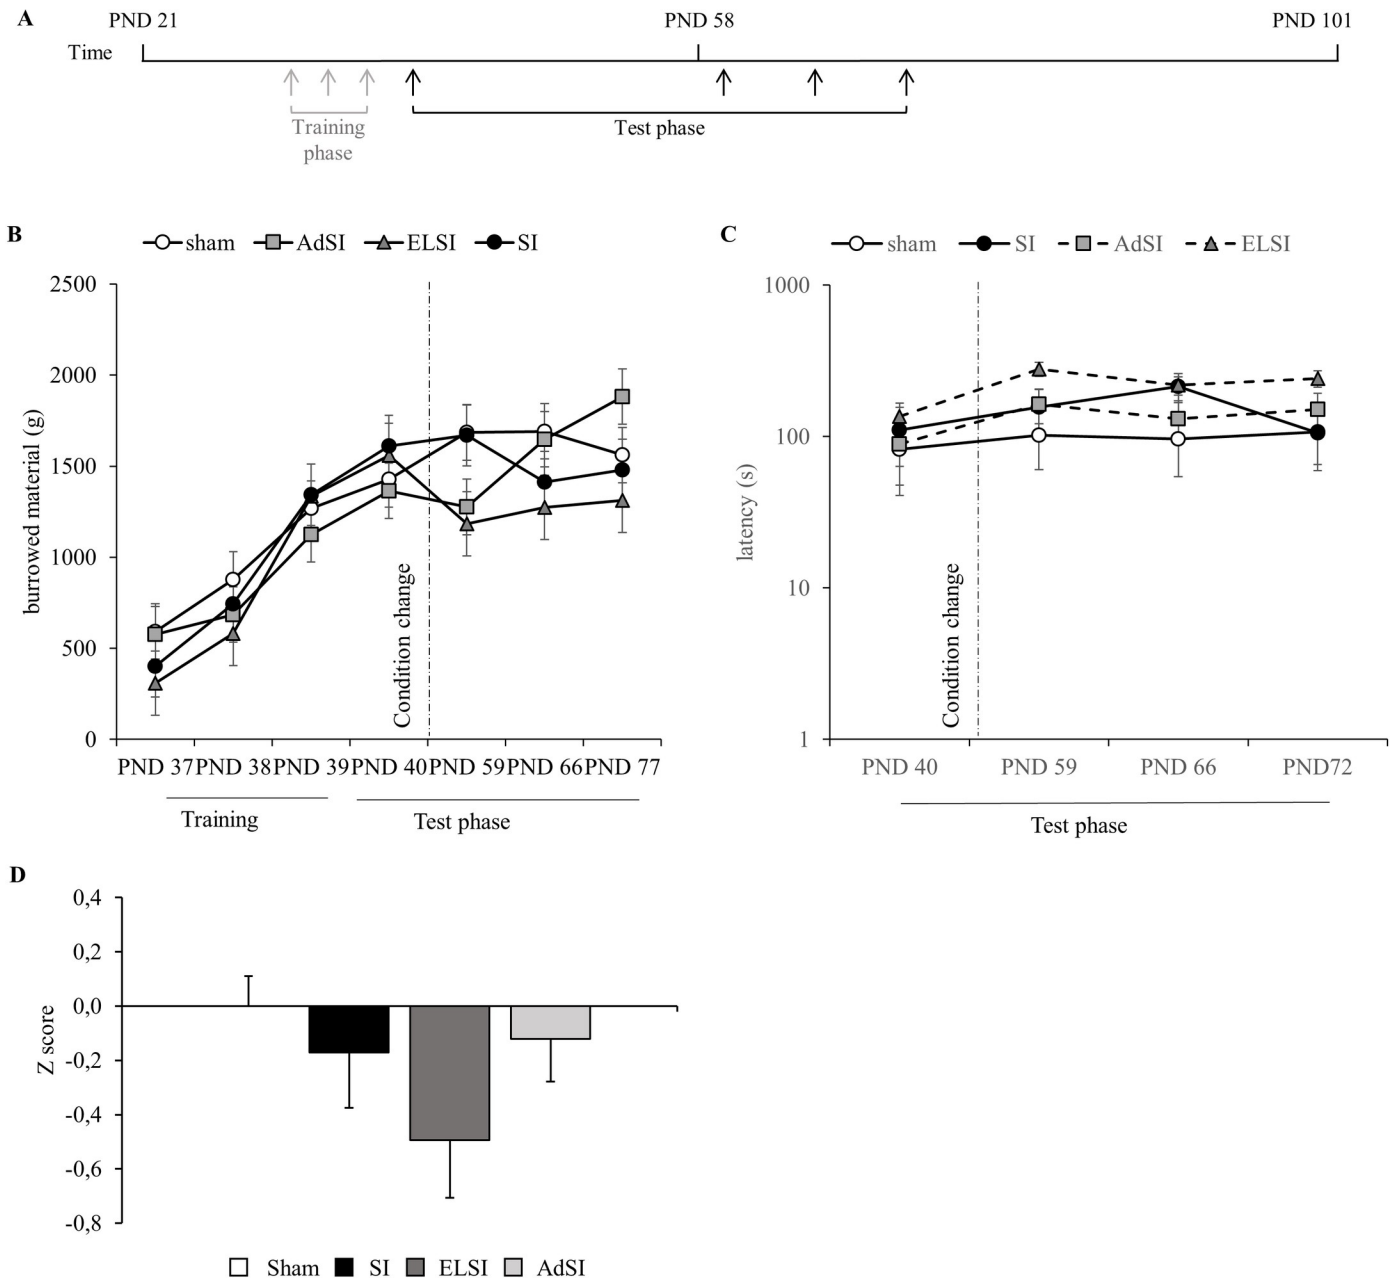 A
PND 21 PND 58 PND 101
Time
Training
phase
Test phase
B
sham AdSI ELSI SI
2500
2000
1500
1000
500
0
burrowed material (g)
Condition change
PND 37 PND 38 PND 39 PND 40 PND 59 PND 66 PND 77
Training
Test phase
C
sham SI AdSI ELSI
1000
100
10
1
latency (s)
Condition change
PND 40 PND 59 PND 66 PND72
Test phase
D
0,4
0,2
0,0
-0,2
-0,4
-0,6
-0,8
Z score
Sham SI ELSI AdSI